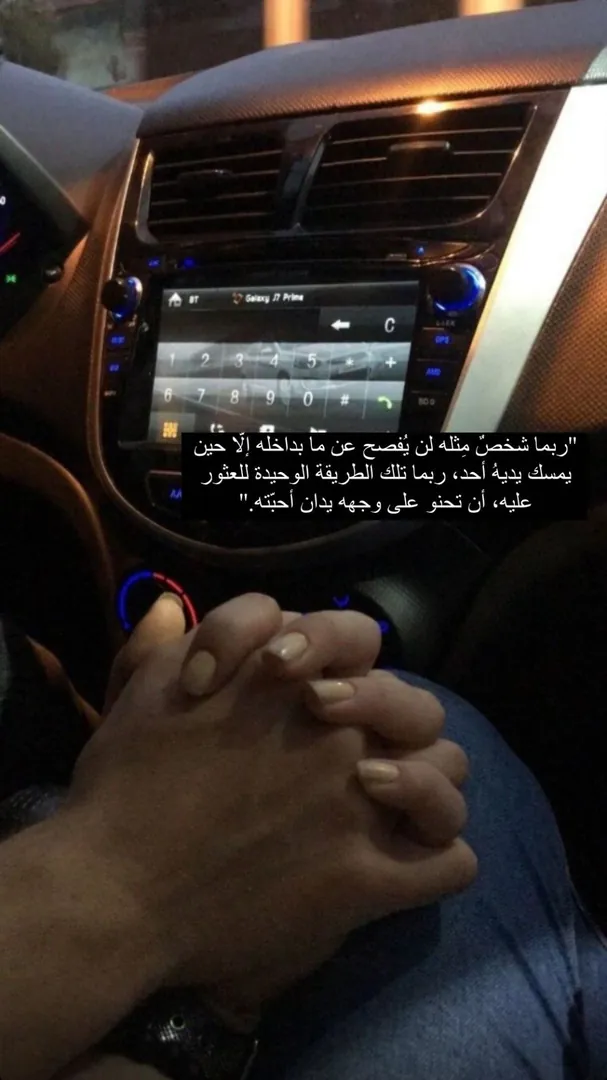 BT Galaxy J7 Prime
C
1 2 3 4 5 * +
6 7 8 9 0 #
GPS
"ربما شخصٌ مِثله لن يُفصح عن ما بداخله إلّا حين
يمسك يديهُ أحد، ربما تلك الطريقة الوحيدة للعثور
عليه، أن تحنو على وجهه يدان أحبّته."